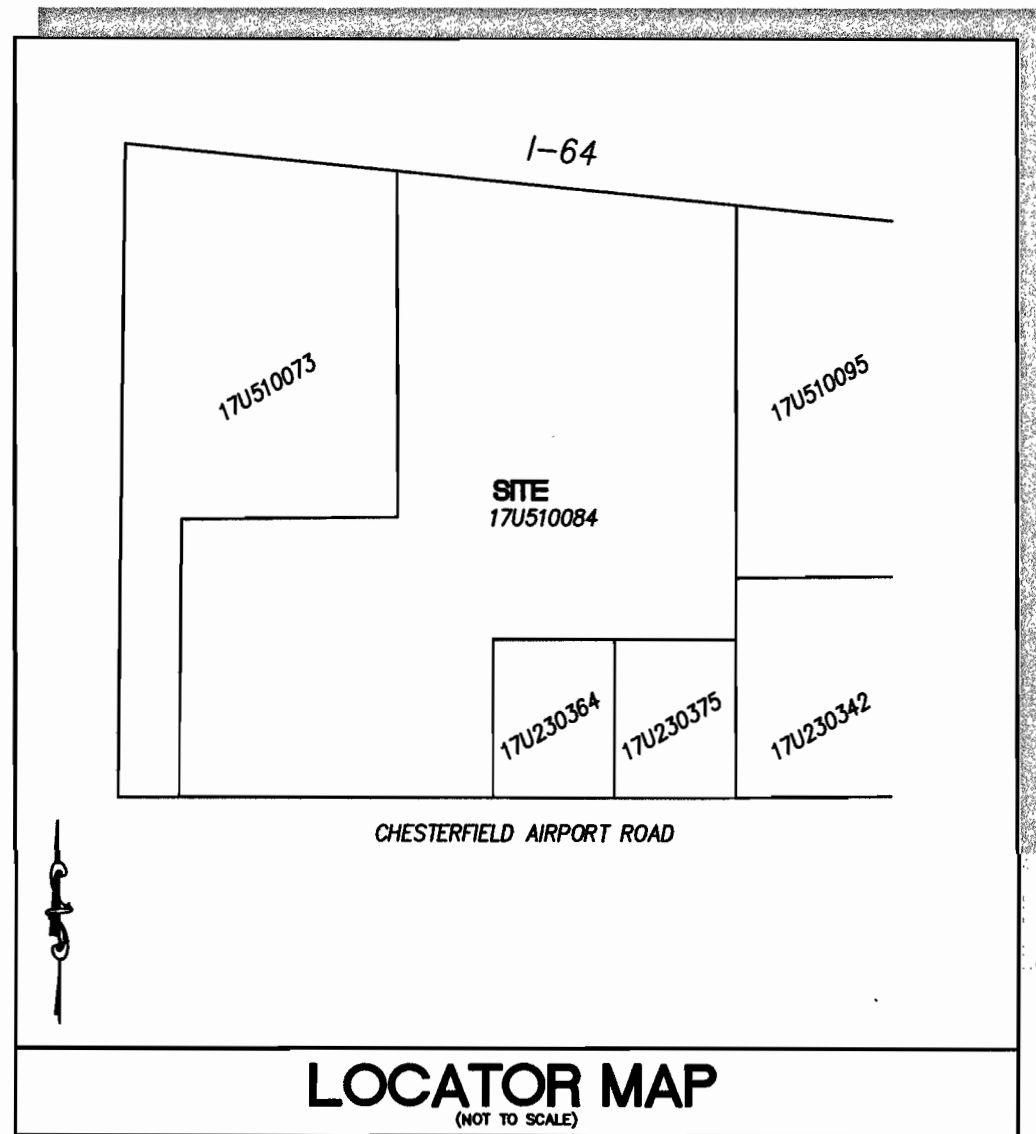 I-64
17U510073
17U510095
SITE
17U510084
17U230364
17U230375
17U230342
CHESTERFIELD AIRPORT ROAD
LOCATOR MAP
(NOT TO SCALE)